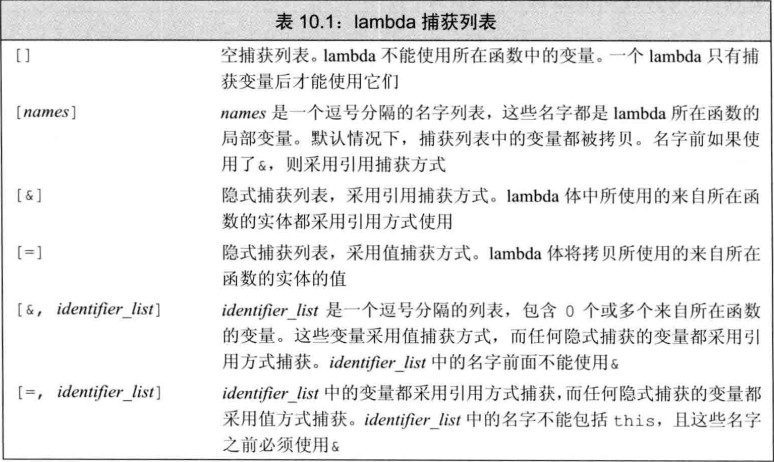 表 10.1：lambda 捕获列表
[] 空捕获列表。lambda 不能使用所在函数中的变量。一个 lambda 只有捕
获变量后才能使用它们
[names] names 是一个逗号分隔的名字列表，这些名字都是 lambda 所在函数的
局部变量。默认情况下，捕获列表中的变量都被拷贝。名字前如果使
用了&，则采用引用捕获方式
[&] 隐式捕获列表，采用引用捕获方式。lambda 体中所使用的来自所在函
数的实体都采用引用方式使用
[=] 隐式捕获列表，采用值捕获方式。lambda 体将拷贝所使用的来自所在
函数的实体的值
[&, identifier_list] identifier_list 是一个逗号分隔的列表，包含 0 个或多个来自所在函数
的变量。这些变量采用值捕获方式，而任何隐式捕获的变量都采用引
用方式捕获。identifier_list 中的名字前面不能使用&
[=, identifier_list] identifier_list 中的变量都采用引用方式捕获，而任何隐式捕获的变量都
采用值方式捕获。identifier_list 中的名字不能包括 this，且这些名字
之前必须使用&